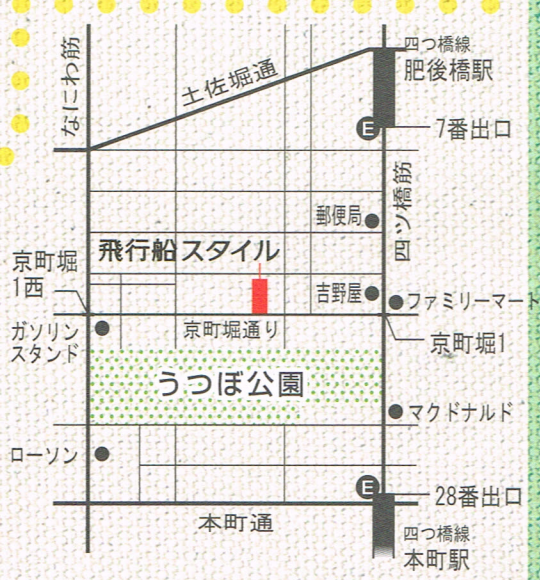 四つ橋線
肥後橋駅
なにわ筋
土佐堀通
E
7番出口
四ツ橋筋
郵便局
飛行船スタイル
京町堀
1西
吉野屋
ファミリーマート
ガソリン
スタンド
京町堀通り
京町堀1
うつぼ公園
マクドナルド
ローソン
E
28番出口
本町通
四つ橋線
本町駅